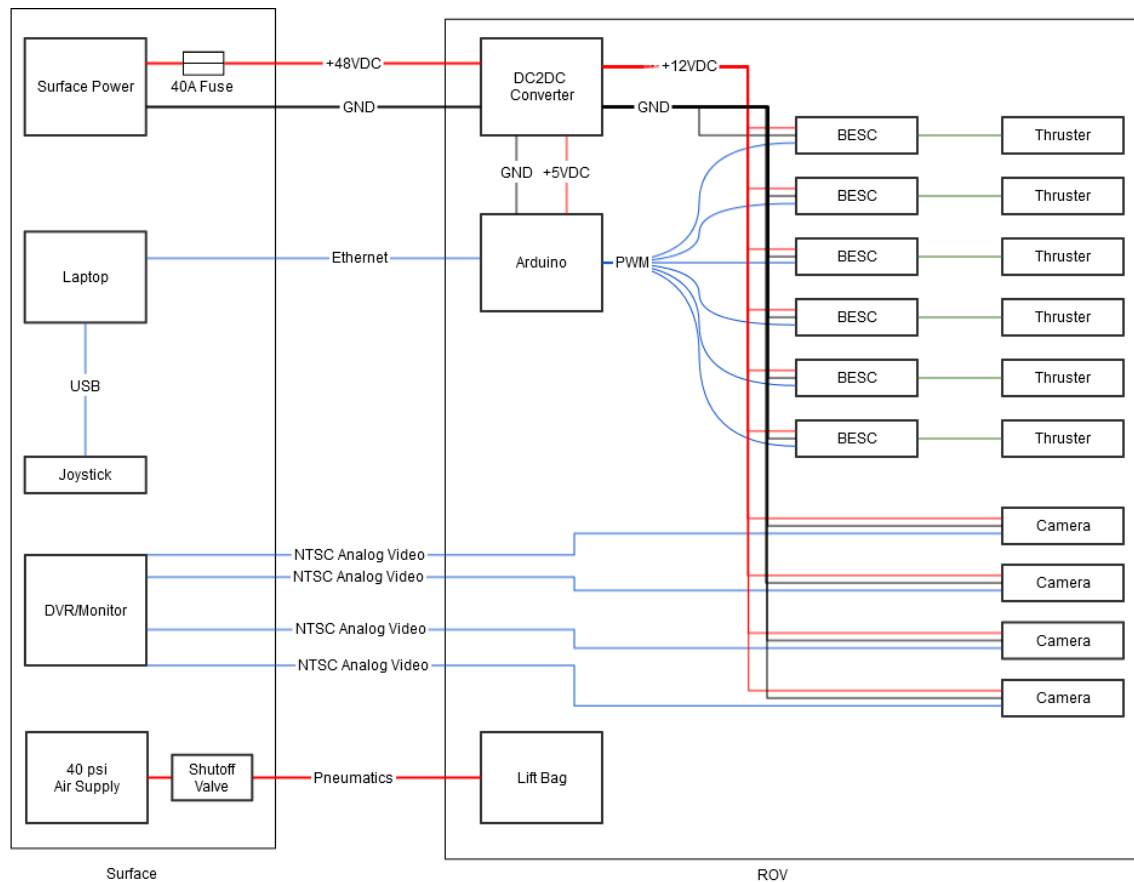 Surface Power
40A Fuse
+48VDC
GND
DC2DC
Converter
+12VDC
GND
BESC
Thruster
GND
+5VDC
BESC
Thruster
Laptop
Ethernet
Arduino
PWM
BESC
Thruster
BESC
Thruster
USB
BESC
Thruster
BESC
Thruster
Joystick
Camera
NTSC Analog Video
NTSC Analog Video
Camera
DVR/Monitor
NTSC Analog Video
Camera
NTSC Analog Video
Camera
40 psi
Air Supply
Shutoff
Valve
Pneumatics
Lift Bag
Surface
ROV